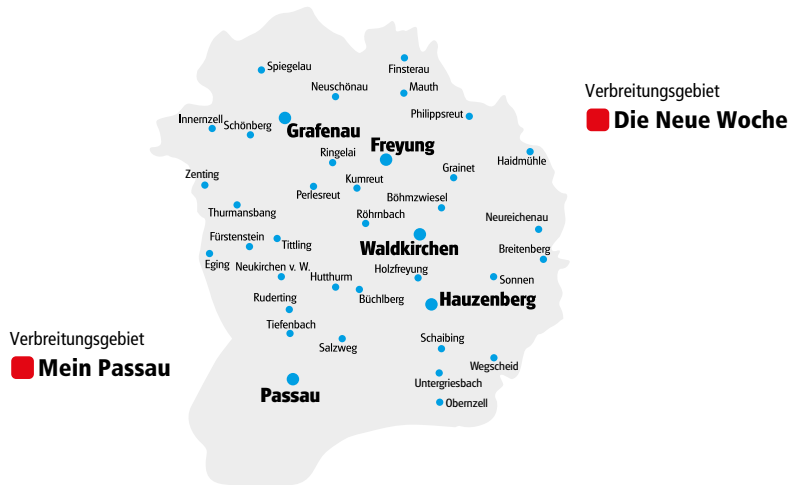 Spiegelau
Finsterau
Neuschönau
Mauth
Verbreitungsgebiet
Die Neue Woche
Philippsreut
Innernzell
Schönberg
Grafenau
Freyung
Ringelai
Haidmühle
Grainet
Zenting
Kumreut
Perlesreut
Böhmzwiesel
Thurmansbang
Röhrnbach
Neureichenau
Fürstenstein
Tittling
Waldkirchen
Breitenberg
Eging
Neukirchen v. W.
Holzfreyung
Hutthurm
Sonnen
Ruderting
Büchlberg
Hauzenberg
Tiefenbach
Verbreitungsgebiet
Mein Passau
Salzweg
Schaibing
Wegscheid
Untergriesbach
Passau
Obernzell